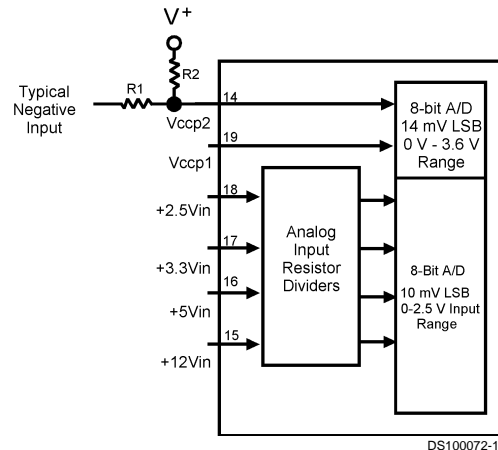 V+
R2
R1
Typical
Negative
Input
14
Vccp2
19
Vccp1
18
+2.5Vin
17
+3.3Vin
16
+5Vin
15
+12Vin
Analog
Input
Resistor
Dividers
8-bit A/D
14 mV LSB
0 V - 3.6 V
Range
8-Bit A/D
10 mV LSB
0-2.5 V Input
Range
DS100072-1